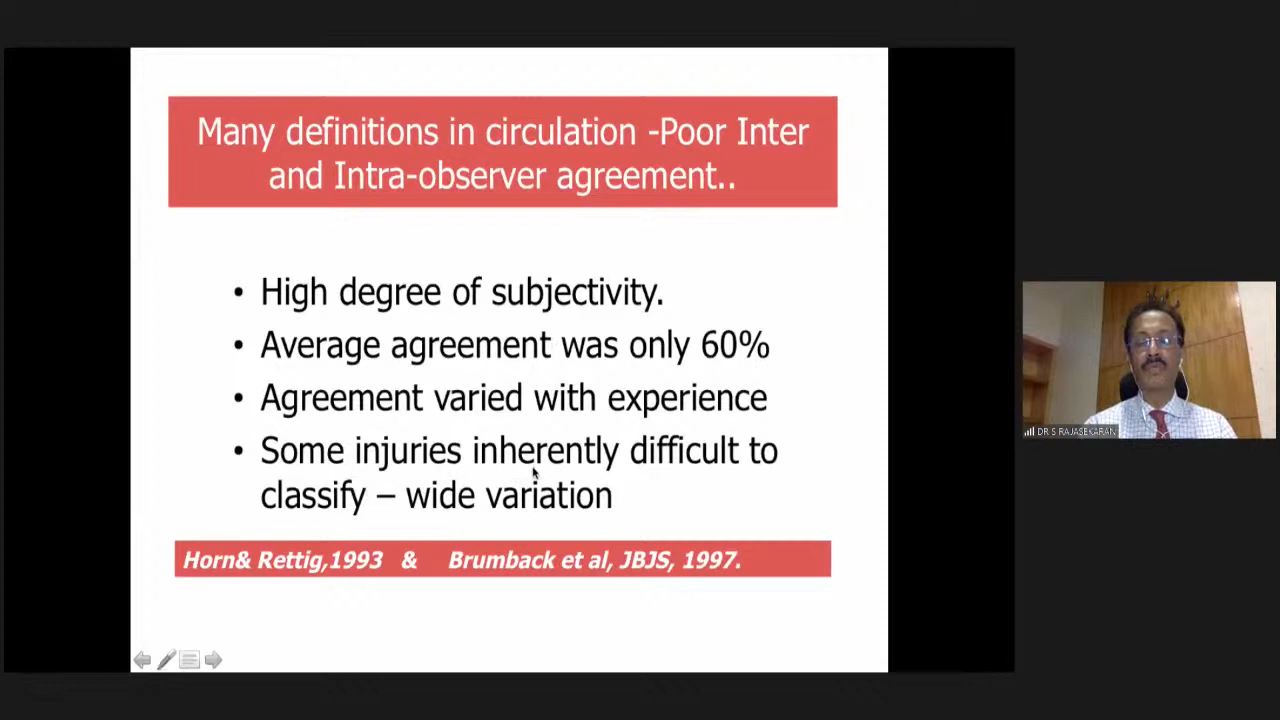 Many definitions in circulation -Poor Inter
and Intra-observer agreement..
• High degree of subjectivity.
• Average agreement was only 60%
• Agreement varied with experience
• Some injuries inherently difficult to
classify – wide variation
Horn& Rettig,1993 & Brumback et al, JBJS, 1997.
DR S RAJASEKARAN